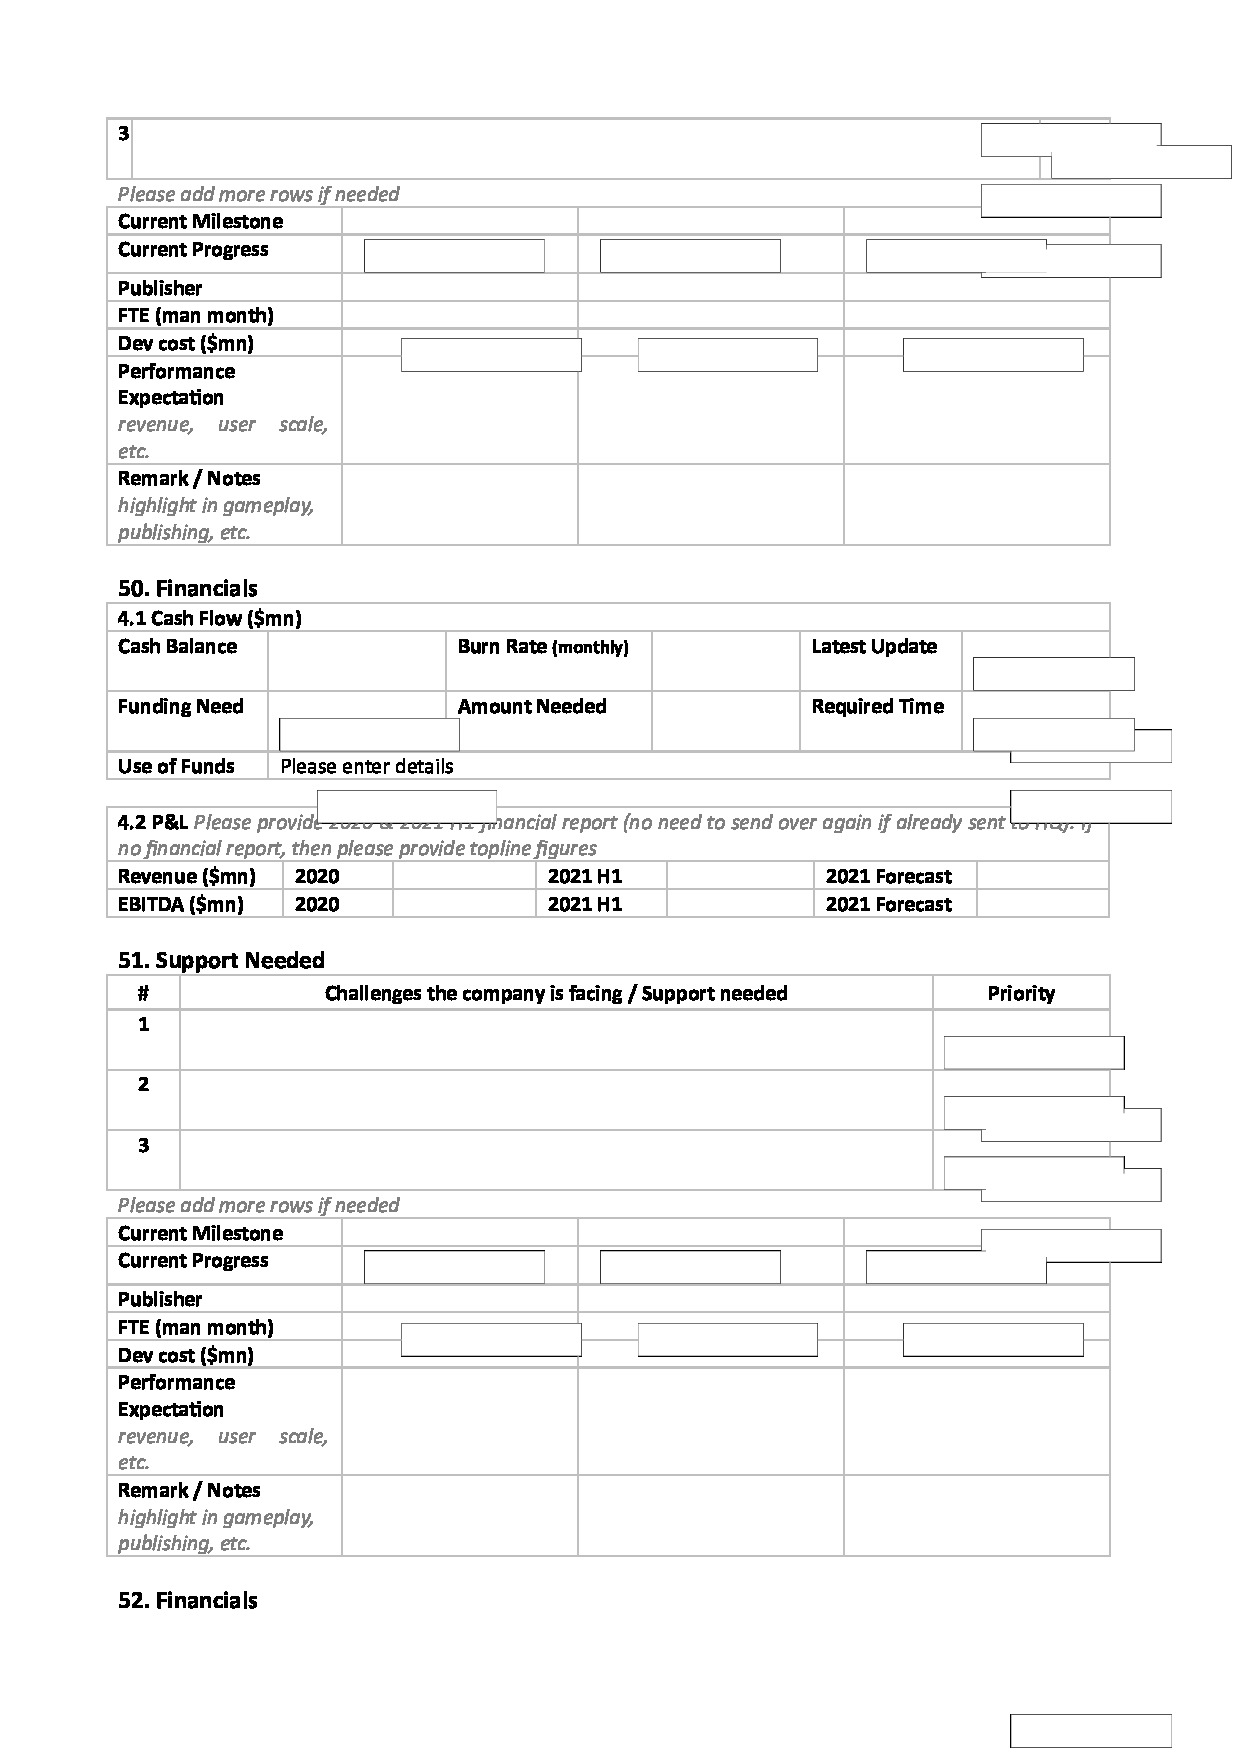 3
Please add more rows if needed
Current Milestone
Current Progress
Publisher
FTE (man month)
Dev cost ($mn)
Performance
Expectation
revenue, user scale,
etc.
Remark / Notes
highlight in gameplay,
publishing, etc.
50. Financials
4.1 Cash Flow ($mn)
Cash Balance Burn Rate (monthly) Latest Update
Funding Need Amount Needed Required Time
Use of Funds Please enter details
4.2 P&L Please provide 2020 & 2021 H1 financial report (no need to send over again if already sent to HQ). If
no financial report, then please provide topline figures
Revenue ($mn) 2020 2021 H1 2021 Forecast
EBITDA ($mn) 2020 2021 H1 2021 Forecast
51. Support Needed
# Challenges the company is facing / Support needed Priority
1
2
3
Please add more rows if needed
Current Milestone
Current Progress
Publisher
FTE (man month)
Dev cost ($mn)
Performance
Expectation
revenue, user scale,
etc.
Remark / Notes
highlight in gameplay,
publishing, etc.
52. Financials